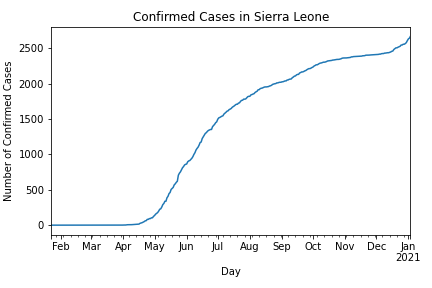 Confirmed Cases in Sierra Leone
Number of Confirmed Cases
2500
2000
1500
1000
500
0
Feb Mar Apr May Jun Jul Aug Sep Oct Nov Dec Jan
2021
Day